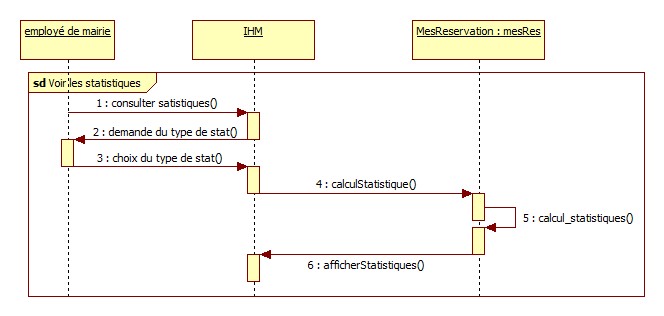 employé de mairie
IHM
MesReservation : mesRes
sd Voir les statistiques
1 : consulter satistiques()
2 : demande du type de stat()
3 : choix du type de stat()
4 : calculStatistique()
5 : calcul_statistiques()
6 : afficherStatistiques()